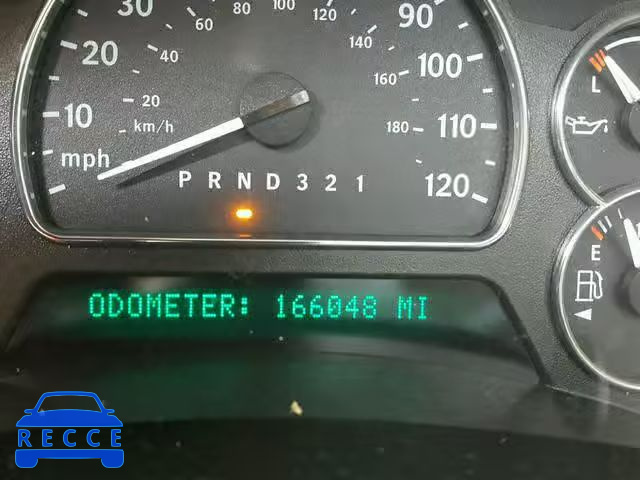 30 60 80 100 120 90
20 40 140 100
10 20 160 110
km/h 180
mph 120
P R N D 3 2 1
L
E
ODOMETER: 166048 MI
RECCE